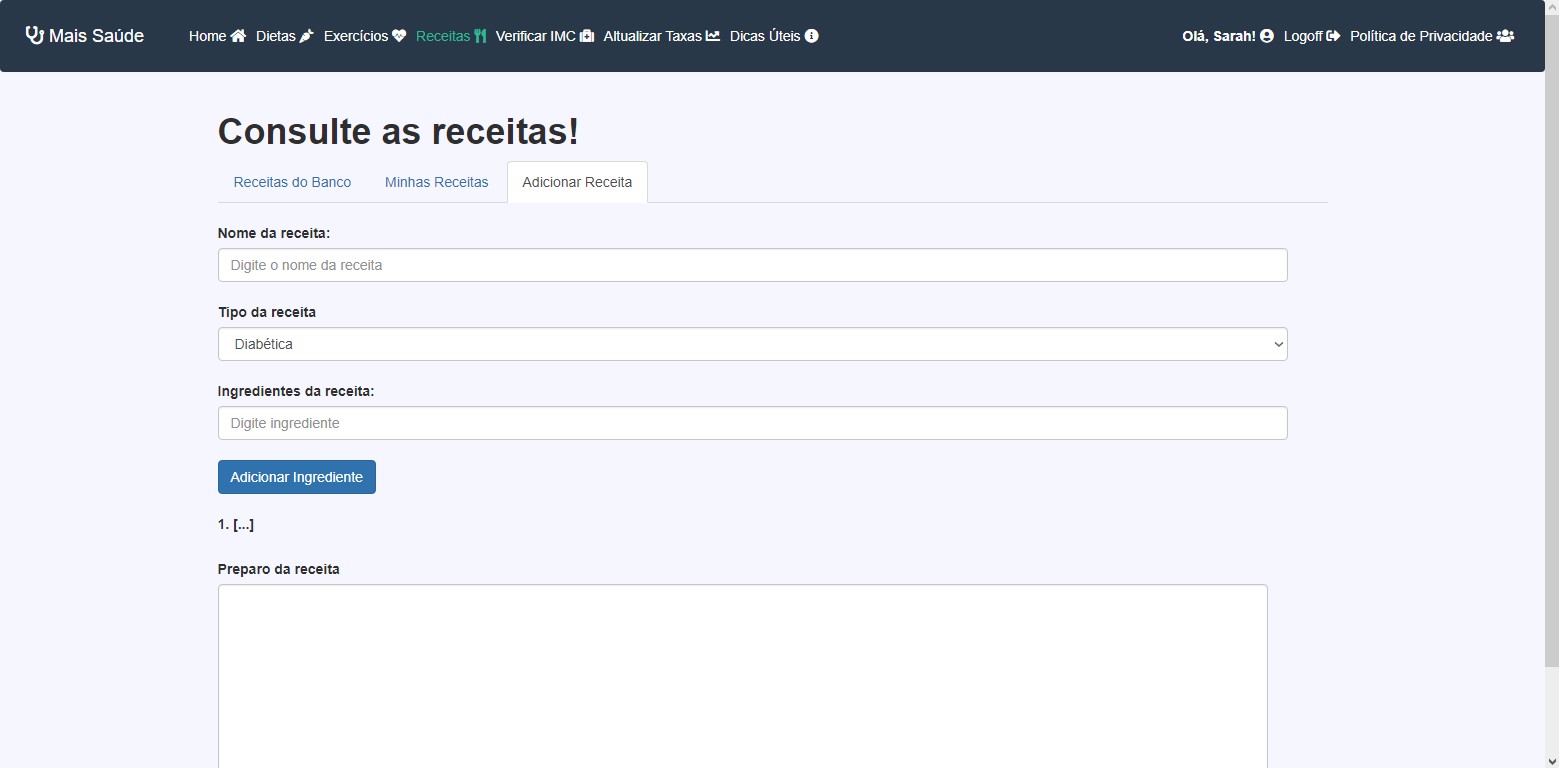 Mais Saúde Home Dietas Exercícios Receitas Verificar IMC Altualizar Taxas Dicas Úteis Olá, Sarah! Logoff Política de Privacidade
Consulte as receitas!
Receitas do Banco Minhas Receitas Adicionar Receita
Nome da receita:
Digite o nome da receita
Tipo da receita
Diabética
Ingredientes da receita:
Digite ingrediente
Adicionar Ingrediente
1. [...]
Preparo da receita